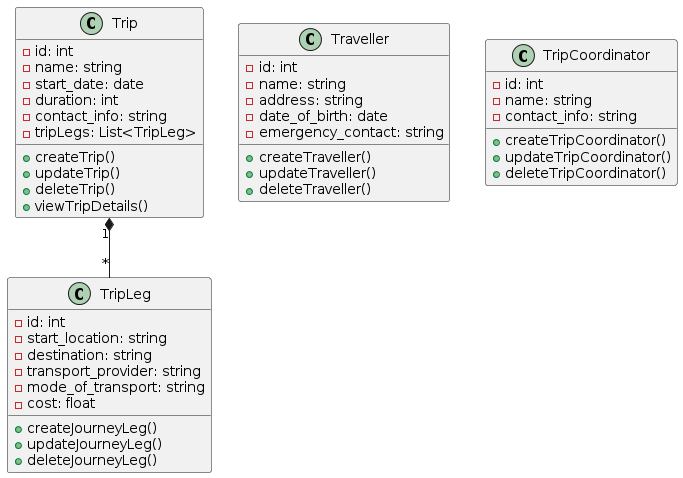 C Trip
id: int
name: string
start_date: date
duration: int
contact_info: string
tripLegs: List<TripLeg>
createTrip()
updateTrip()
deleteTrip()
viewTripDetails()
C Traveller
id: int
name: string
address: string
date_of_birth: date
emergency_contact: string
createTraveller()
updateTraveller()
deleteTraveller()
C TripCoordinator
id: int
name: string
contact_info: string
createTripCoordinator()
updateTripCoordinator()
deleteTripCoordinator()
1
*
C TripLeg
id: int
start_location: string
destination: string
transport_provider: string
mode_of_transport: string
cost: float
createJourneyLeg()
updateJourneyLeg()
deleteJourneyLeg()